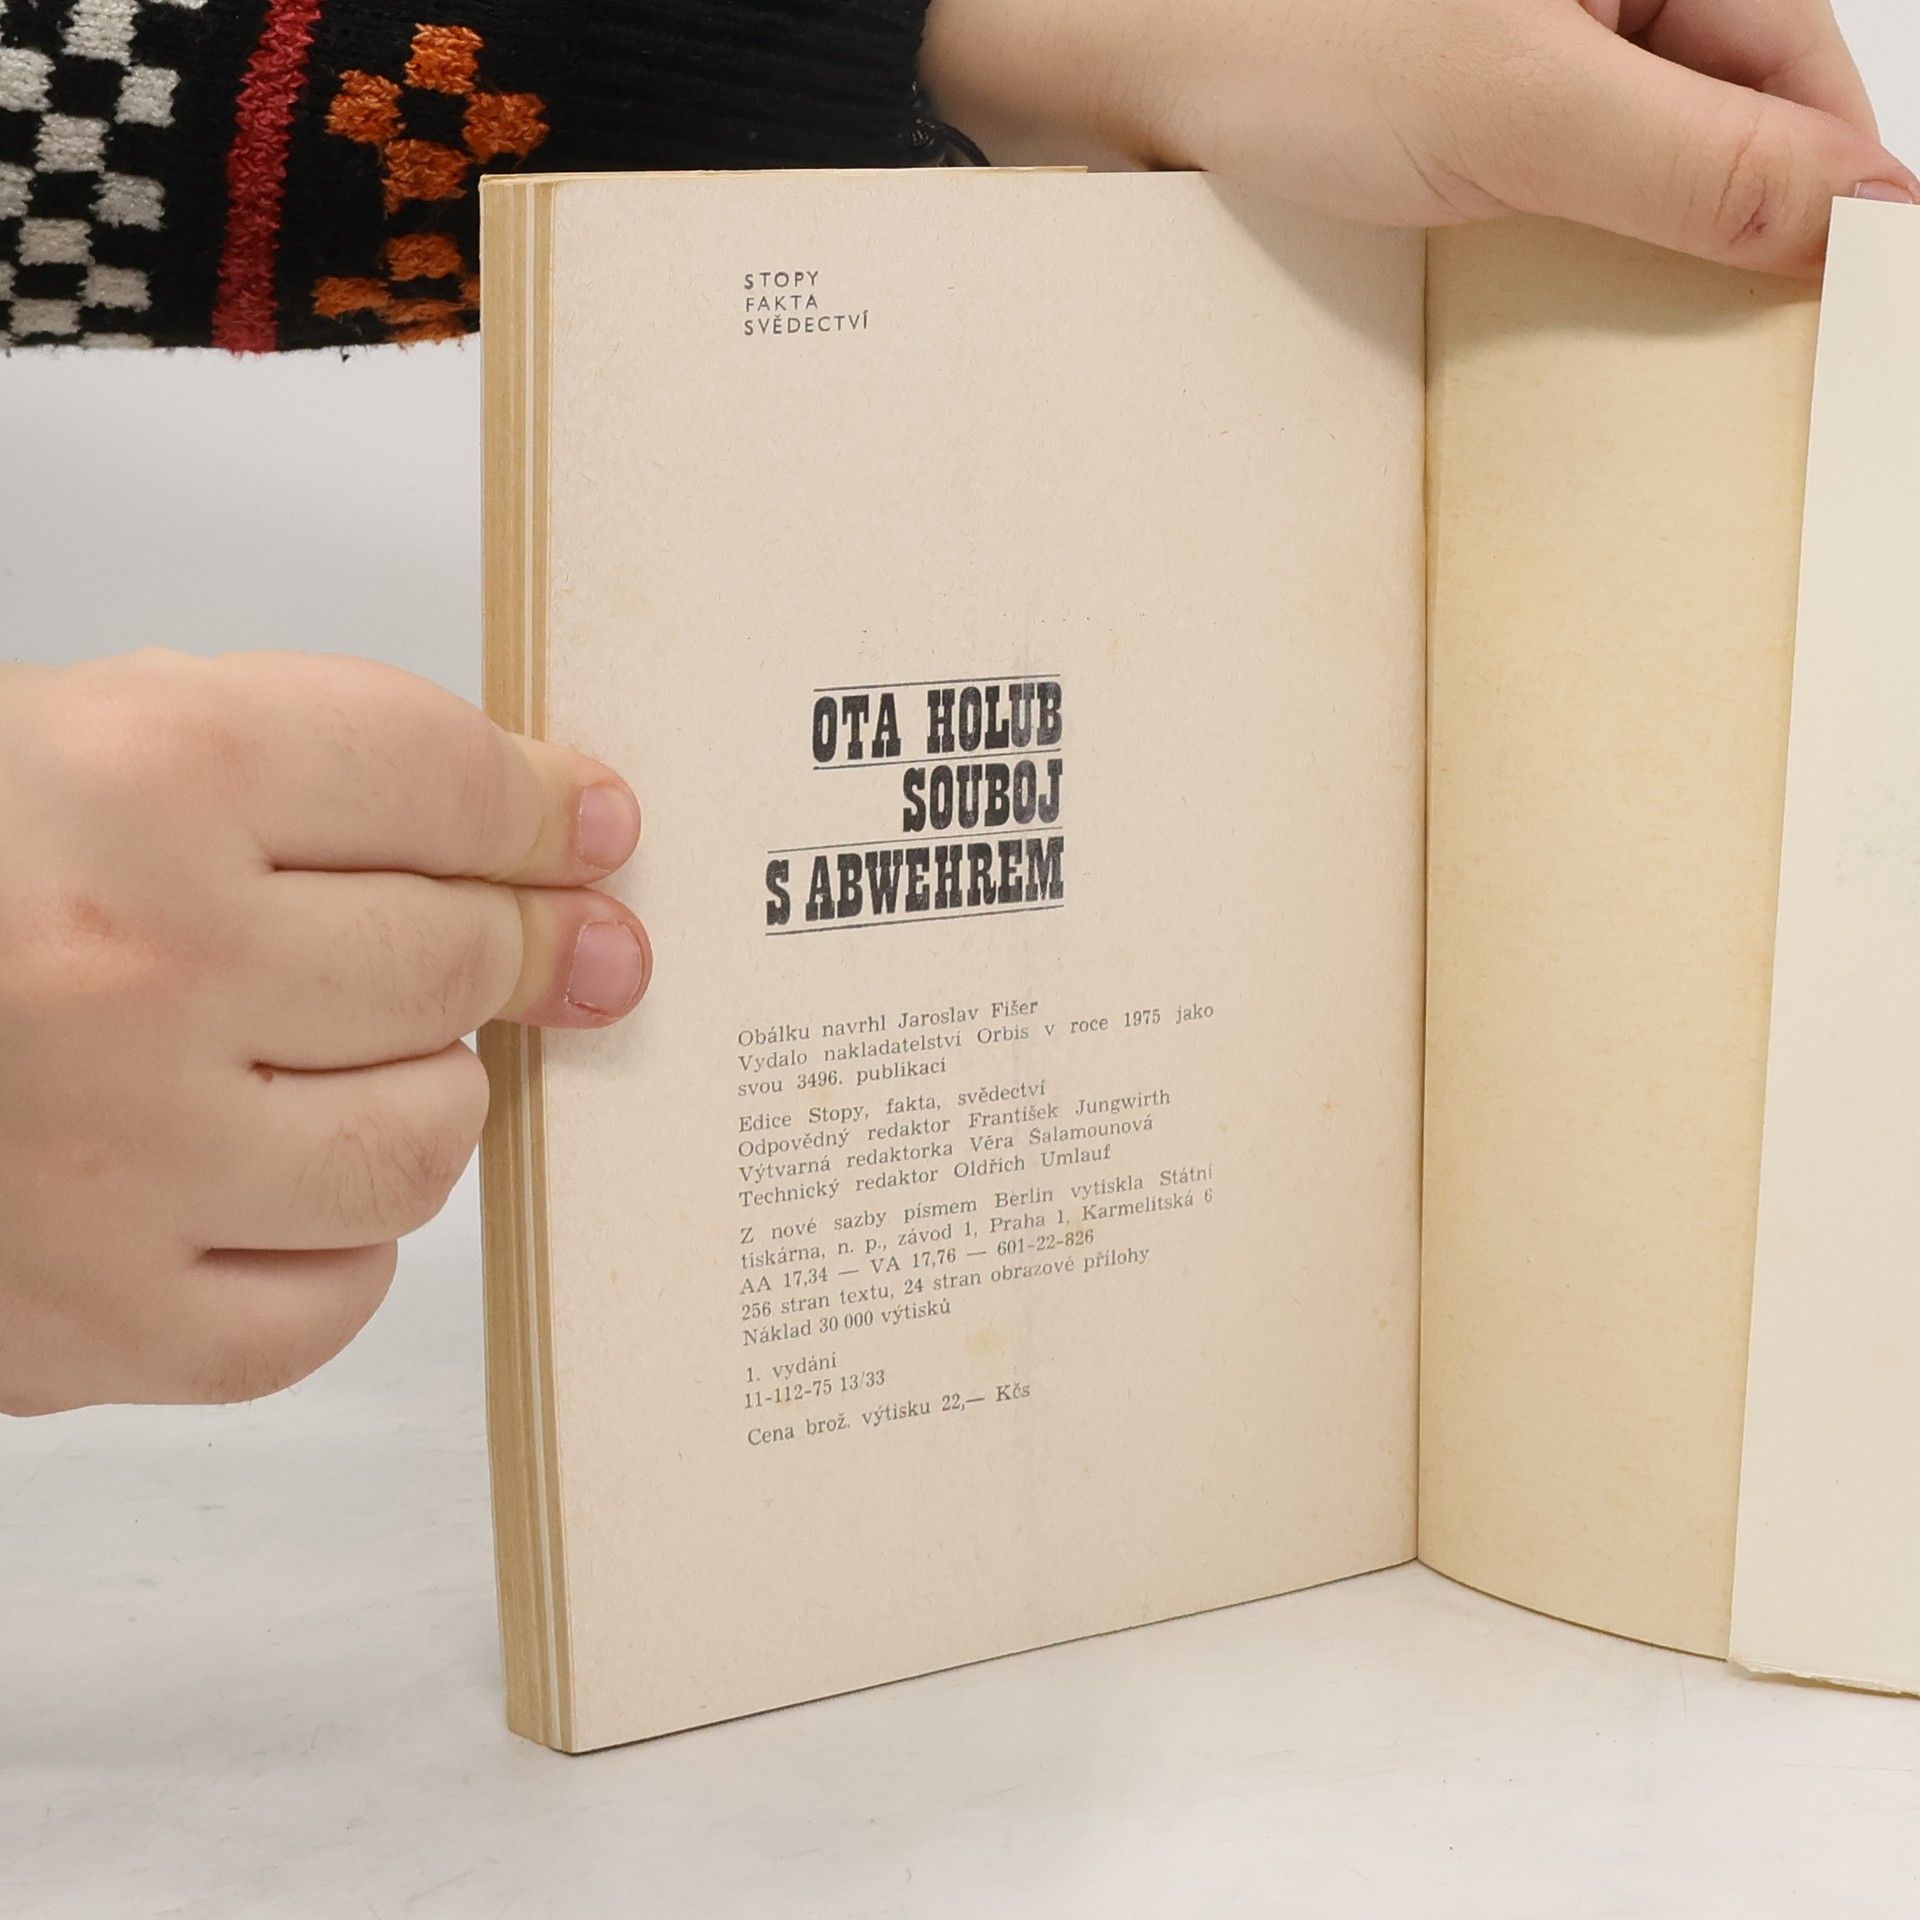 STOPY
FAKTA
SVĚDECTVÍ
OTA HOLUB
SOUBOJ
S ABWEHREM
Obálku navrhl Jaroslav Fišer
Vydalo nakladatelství Orbis v roce 1975 jako
svou 3496. publikaci
Edice Stopy, fakta, svědectví
Odpovědný redaktor František Jungwirth
Výtvarná redaktorka Věra Šalamounová
Technický redaktor Oldřich Umlauf
Z nové sazby písmem Berlin vytiskla Státní
tiskárna, n. p., závod 1, Praha 1, Karmelitská 6
AA 17,34 — VA 17,76 — 601-22-826
256 stran textu, 24 stran obrazové přílohy
Náklad 30 000 výtisků
1. vydání
11-112-75 13/33
Cena brož. výtisku 22,— Kčs